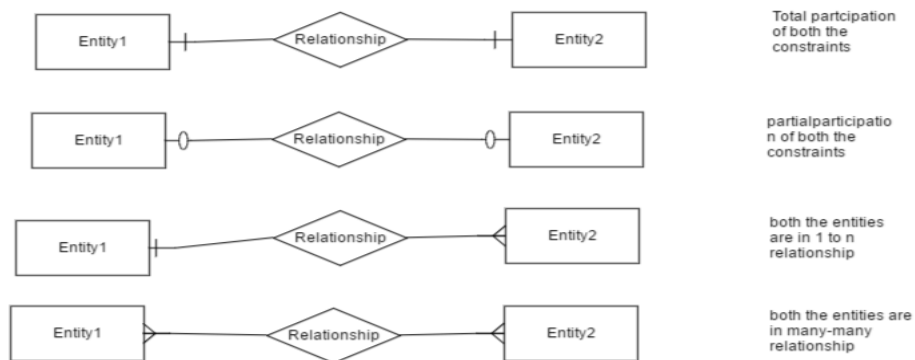 Entity1
Relationship
Entity2
Total partcipation
of both the
constraints
Entity1
Relationship
Entity2
partialparticipatio
n of both the
constraints
Entity1
Relationship
Entity2
both the entities
are in 1 to n
relationship
Entity1
Relationship
Entity2
both the entities are
in many-many
relationship